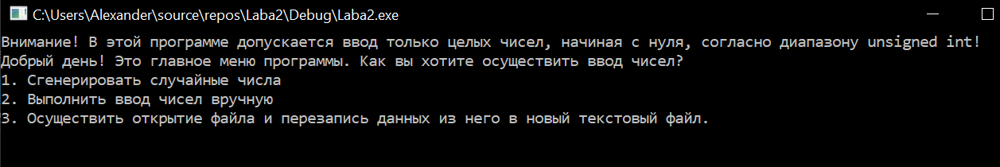 C:\Users\Alexander\source\repos\Laba2\Debug\Laba2.exe
Внимание! В этой программе допускается ввод только целых чисел, начиная с нуля, согласно диапазону unsigned int!
Добрый день! Это главное меню программы. Как вы хотите осуществить ввод чисел?
1. Сгенерировать случайные числа
2. Выполнить ввод чисел вручную
3. Осуществить открытие файла и перезапись данных из него в новый текстовый файл.